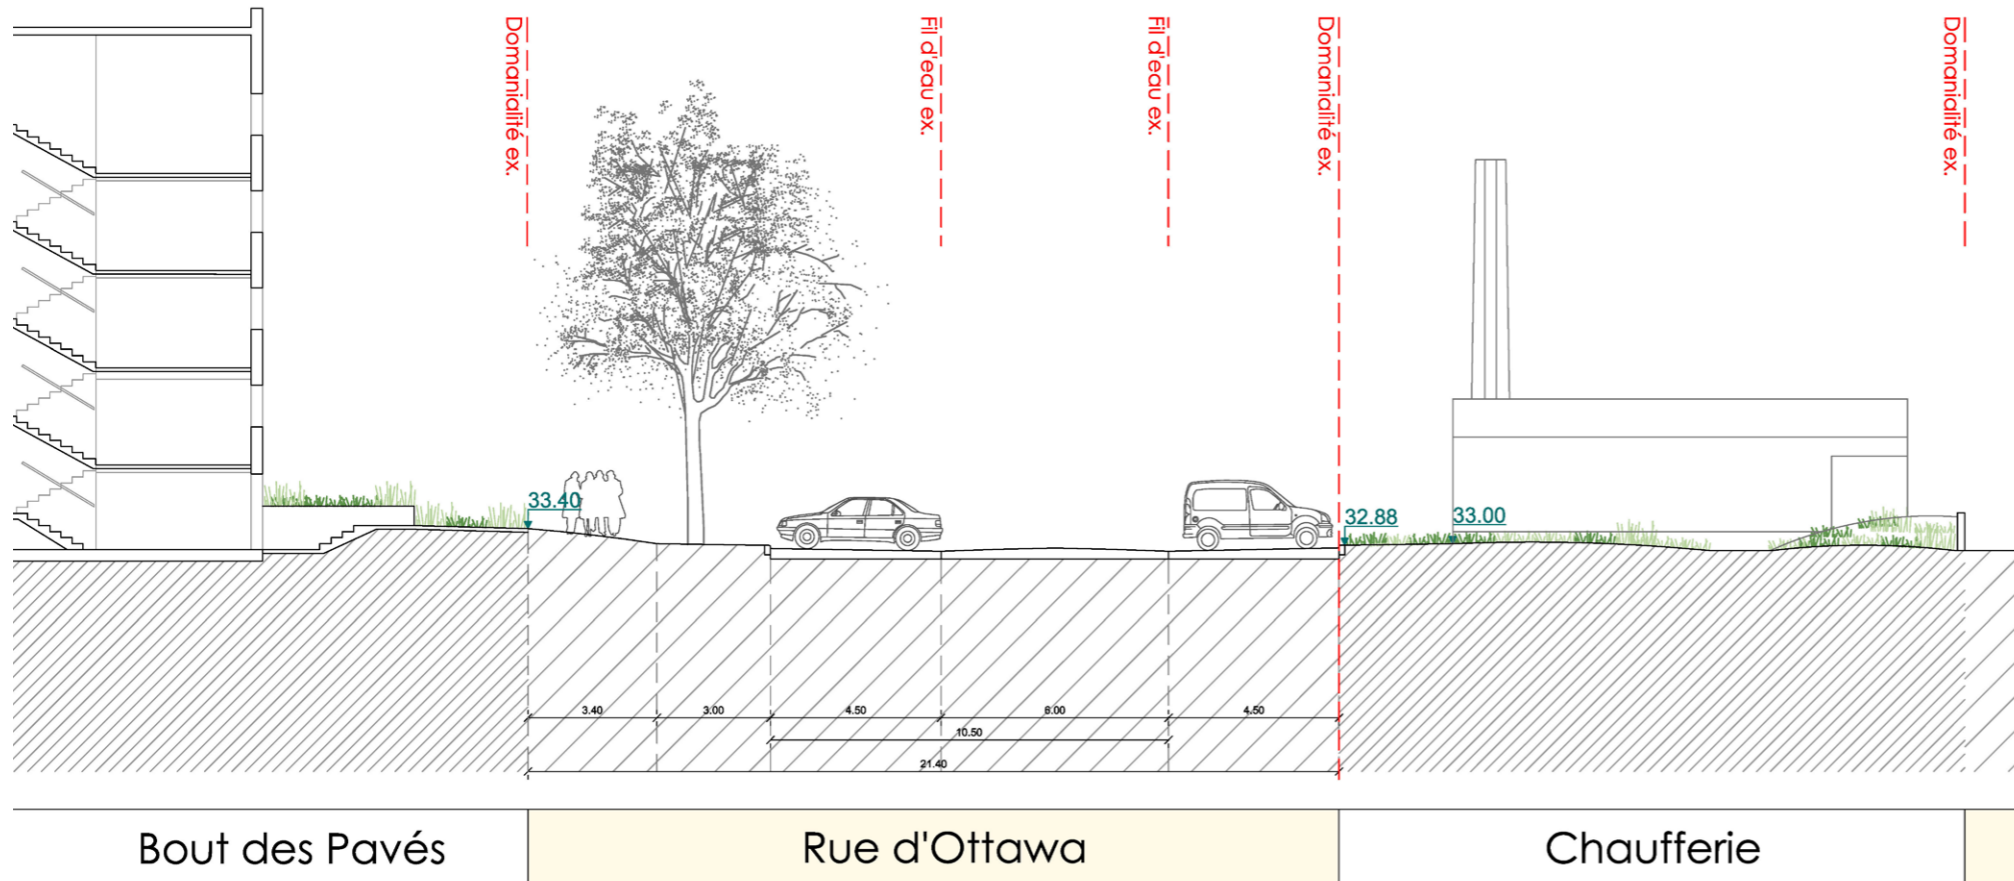 Domanialité ex.
Fil d'eau ex.
Fil d'eau ex.
Domanialité ex.
Domanialité ex.
33.40
32.88
33.00
3.40
3.00
4.50
6.00
4.50
10.50
21.40
Bout des Pavés
Rue d'Ottawa
Chaufferie